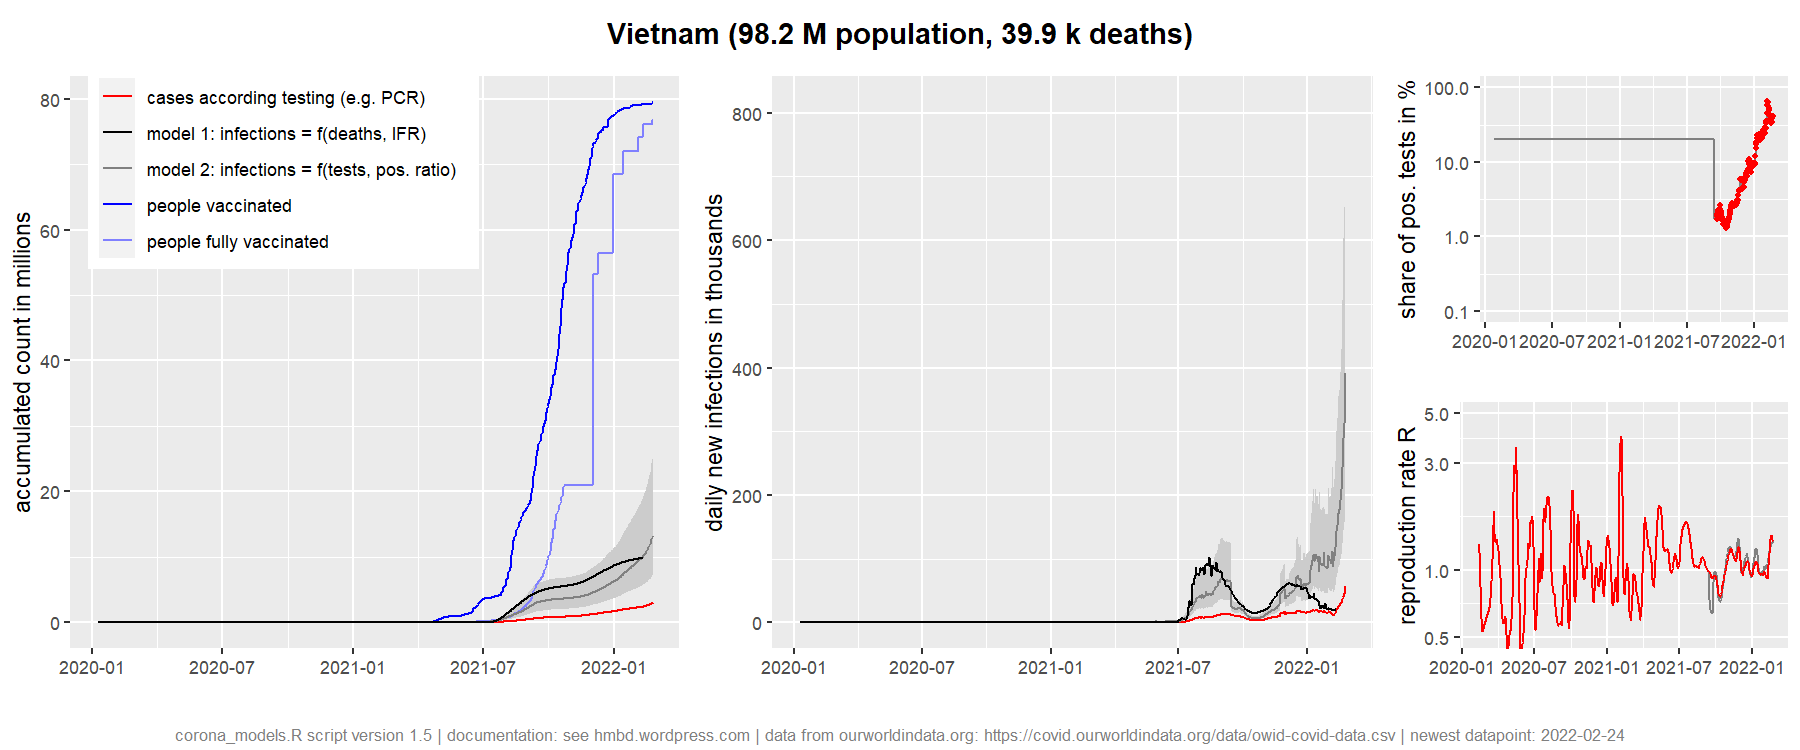 Vietnam (98.2 M population, 39.9 k deaths)
accumulated count in millions
80
60
40
20
0
cases according testing (e.g. PCR)
model 1: infections = f(deaths, IFR)
model 2: infections = f(tests, pos. ratio)
people vaccinated
people fully vaccinated
2020-01 2020-07 2021-01 2021-07 2022-01
daily new infections in thousands
800
600
400
200
0
2020-01 2020-07 2021-01 2021-07 2022-01
share of pos. tests in %
100.0
10.0
1.0
0.1
2020-01 2020-07 2021-01 2021-07 2022-01
reproduction rate R
5.0
3.0
1.0
0.5
2020-01 2020-07 2021-01 2021-07 2022-01
corona_models.R script version 1.5 | documentation: see hmbd.wordpress.com | data from ourworldindata.org: https://covid.ourworldindata.org/data/owid-covid-data.csv | newest datapoint: 2022-02-24